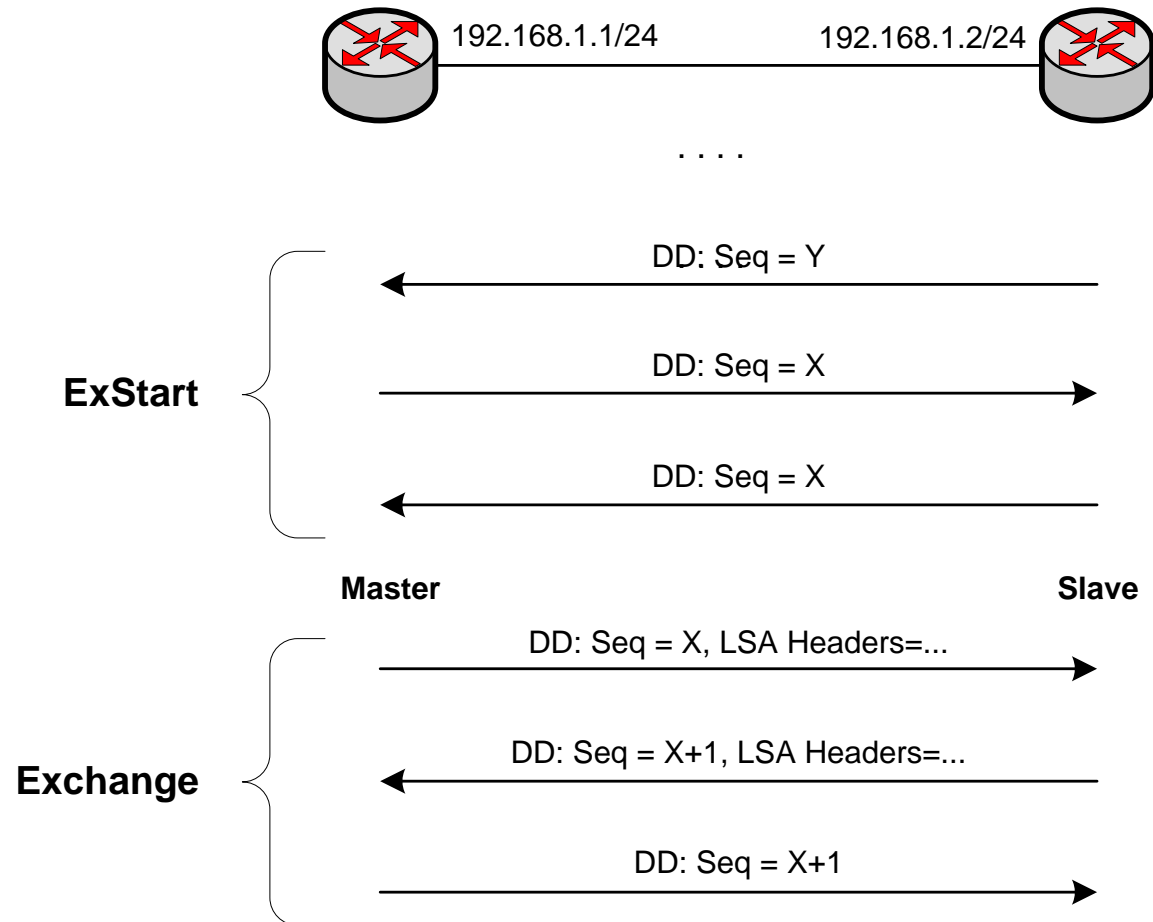 192.168.1.1/24
192.168.1.2/24
. . . .
DD: Seq = Y
. . . .
DD: Seq = X
ExStart
DD: Seq = X
Master
Slave
DD: Seq = X, LSA Headers=...
DD: Seq = X+1, LSA Headers=...
Exchange
DD: Seq = X+1